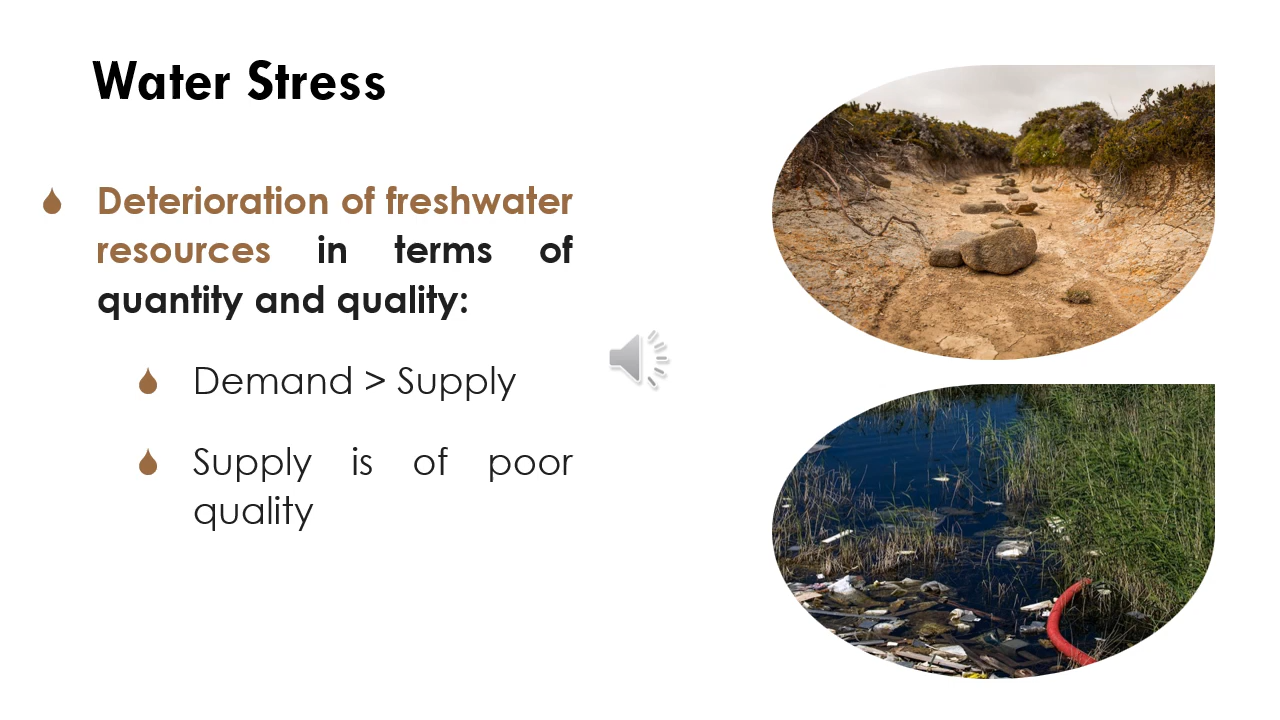 Water Stress
Deterioration of freshwater
resources in terms of
quantity and quality:
Demand > Supply
Supply is of poor
quality